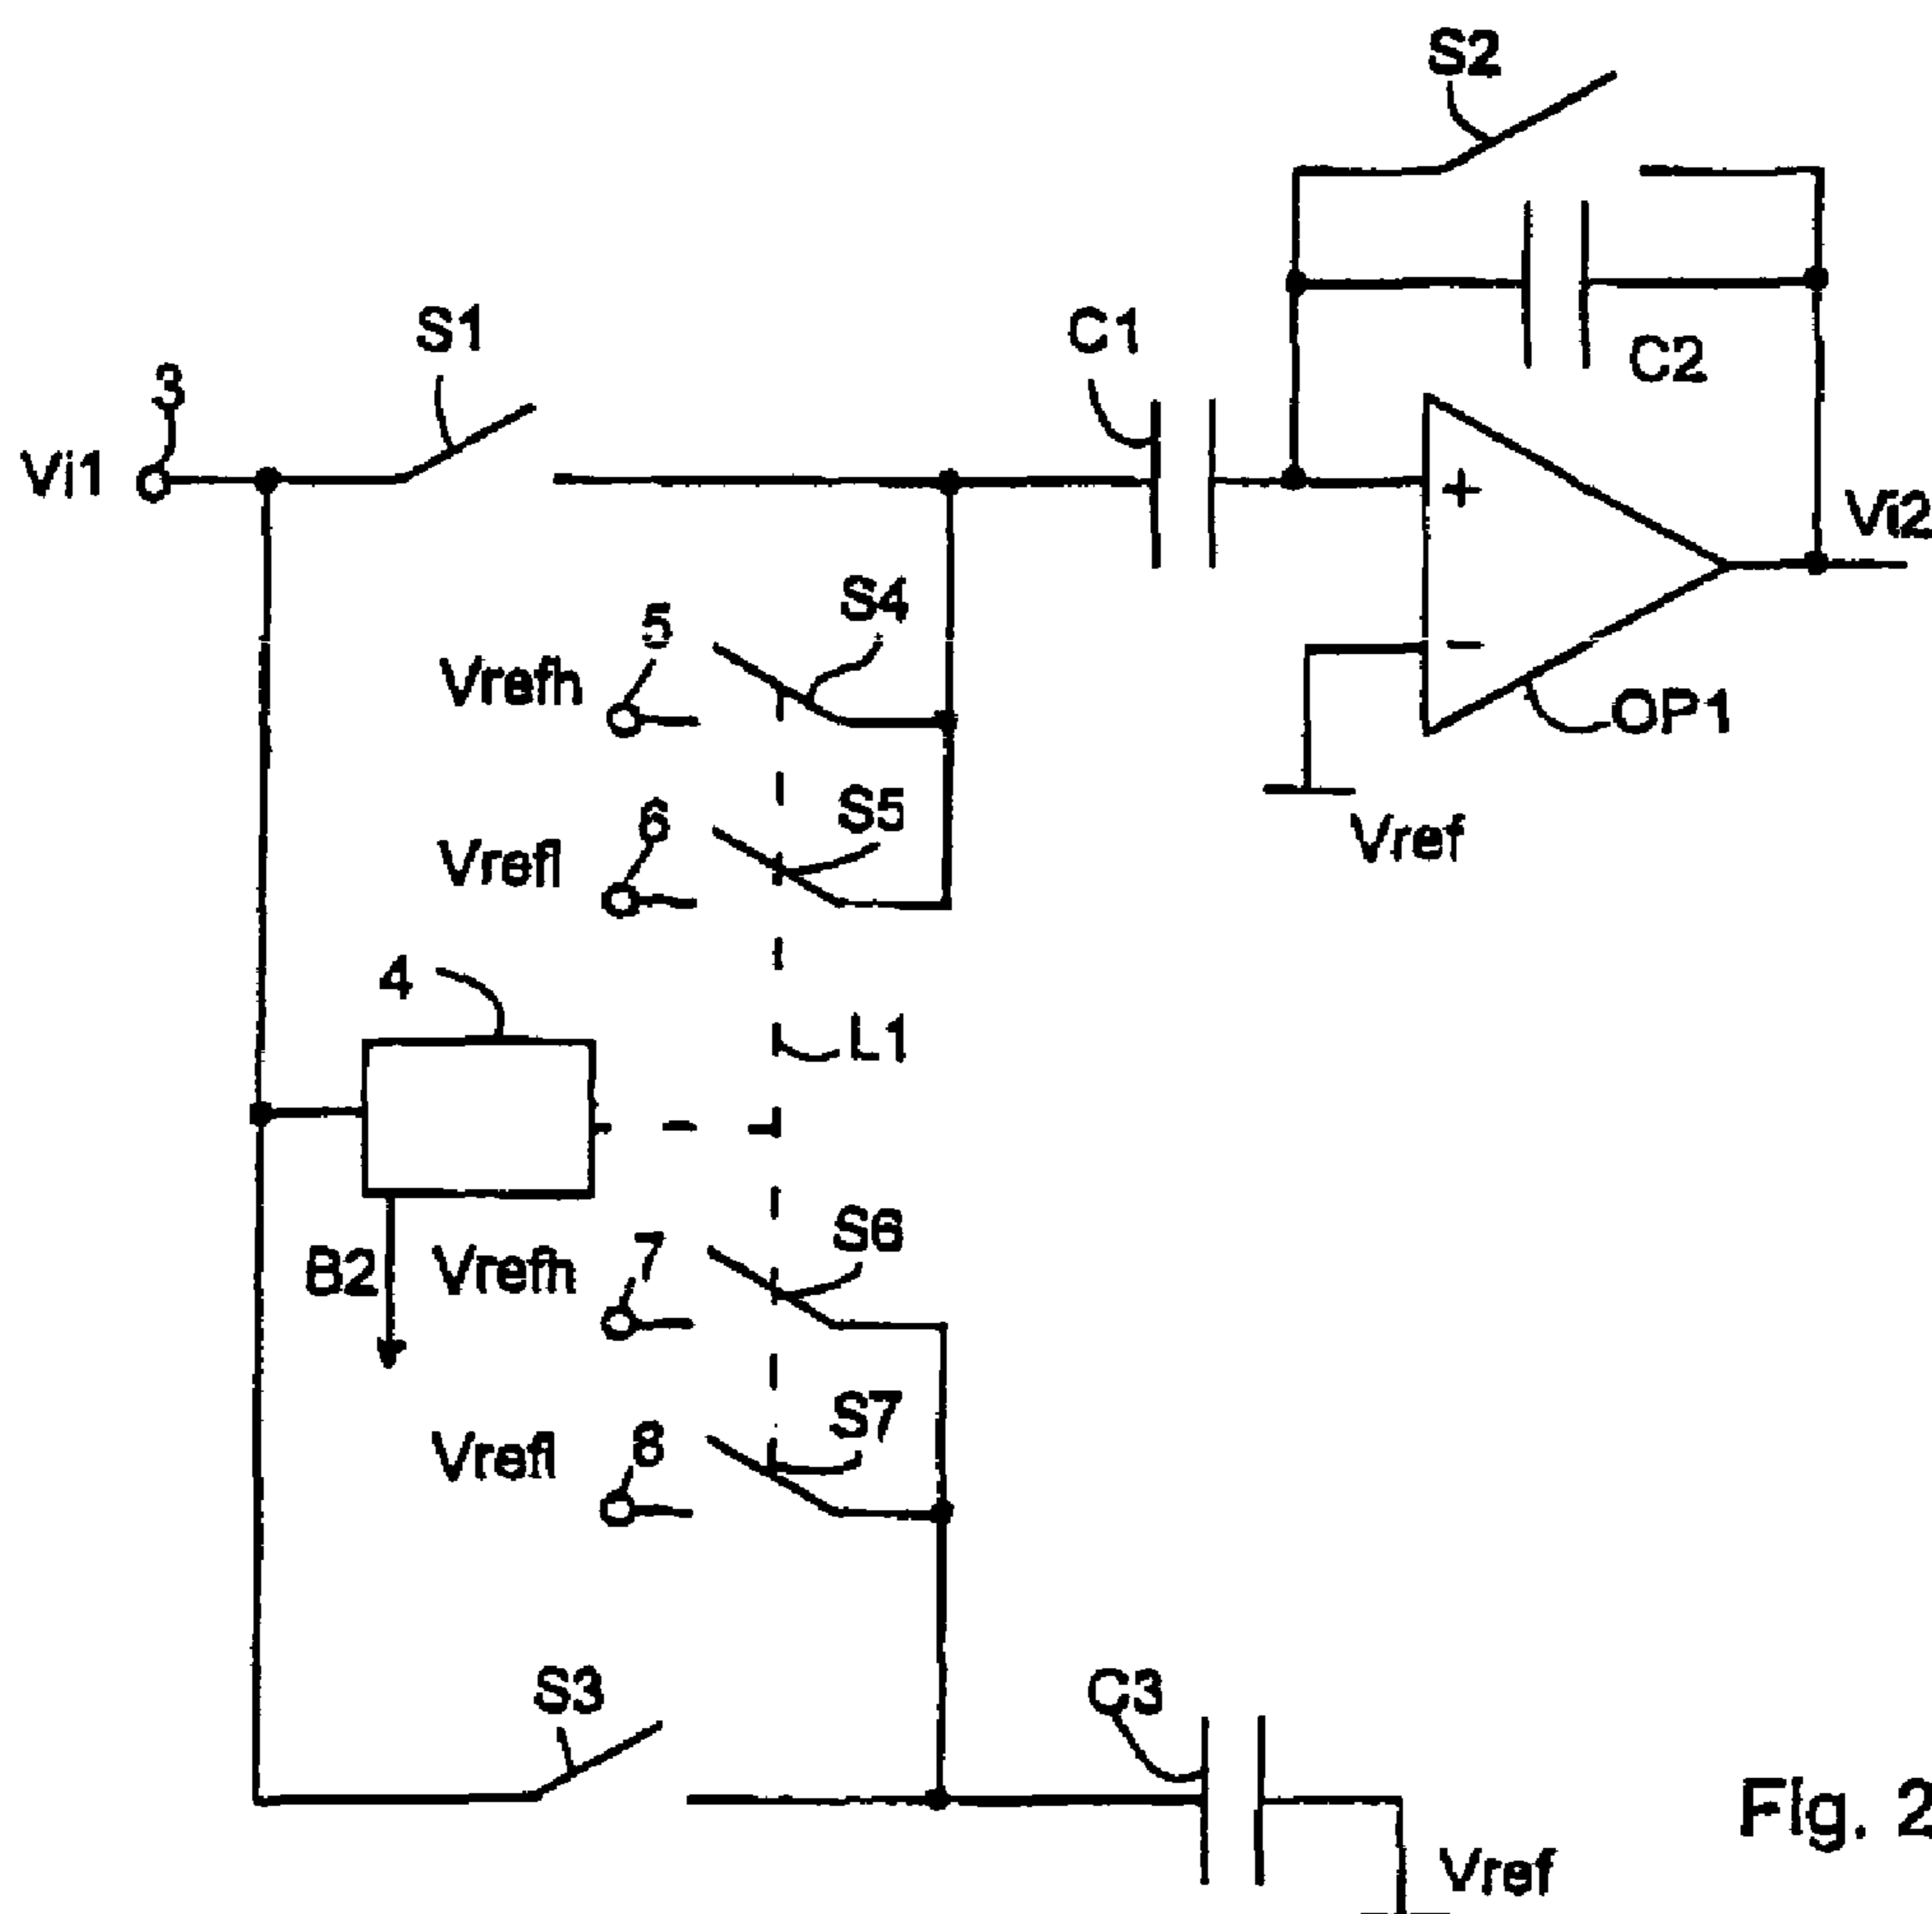 S2
S1
C1
C2
3
Vi1
+
Vi2
S4
5
Vrefh
−
OP1
S5
6
Vrefl
Vref
4
L1
S6
7
B2
Vrefh
S7
8
Vrefl
S3
C3
Fig. 2
Vref